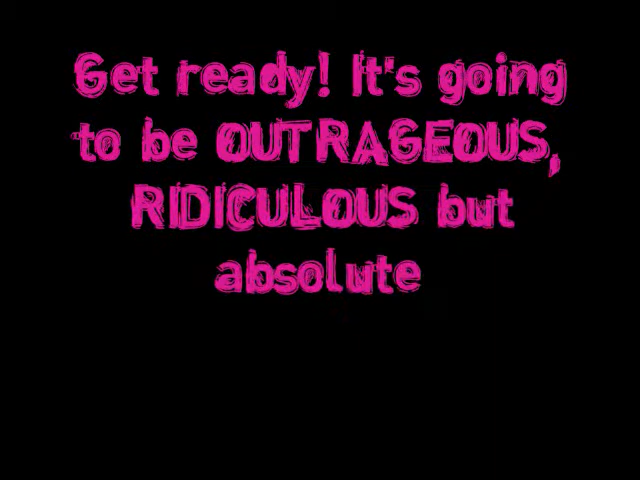 Get ready! It's going
to be OUTRAGEOUS,
RIDICULOUS but
absolute